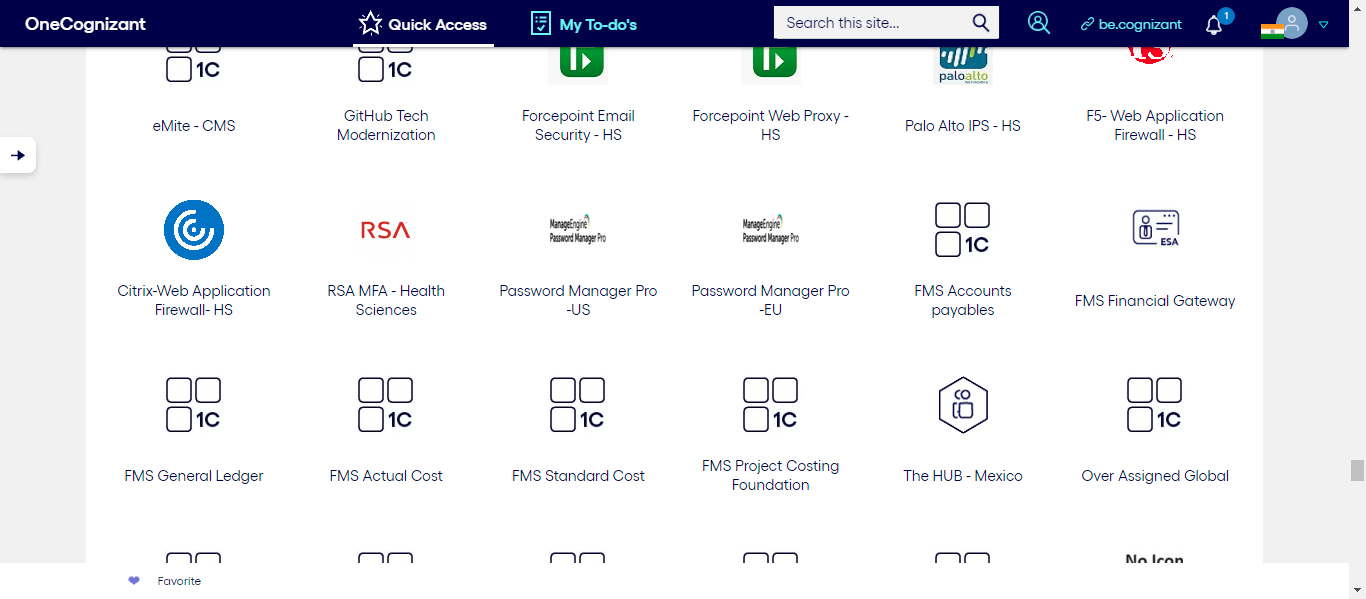 OneCognizant
Quick Access
My To-do's
Search this site...
be.cognizant
1
1C
1C
paloalto
NETWORKS
eMite - CMS
GitHub Tech
Modernization
Forcepoint Email
Security - HS
Forcepoint Web Proxy -
HS
Palo Alto IPS - HS
F5- Web Application
Firewall - HS
RSA
ManageEngine
Password Manager Pro
ManageEngine
Password Manager Pro
1C
ESA
Citrix-Web Application
Firewall- HS
RSA MFA - Health
Sciences
Password Manager Pro
-US
Password Manager Pro
-EU
FMS Accounts
payables
FMS Financial Gateway
1C
1C
1C
1C
1C
FMS General Ledger
FMS Actual Cost
FMS Standard Cost
FMS Project Costing
Foundation
The HUB - Mexico
Over Assigned Global
No Icon
Favorite